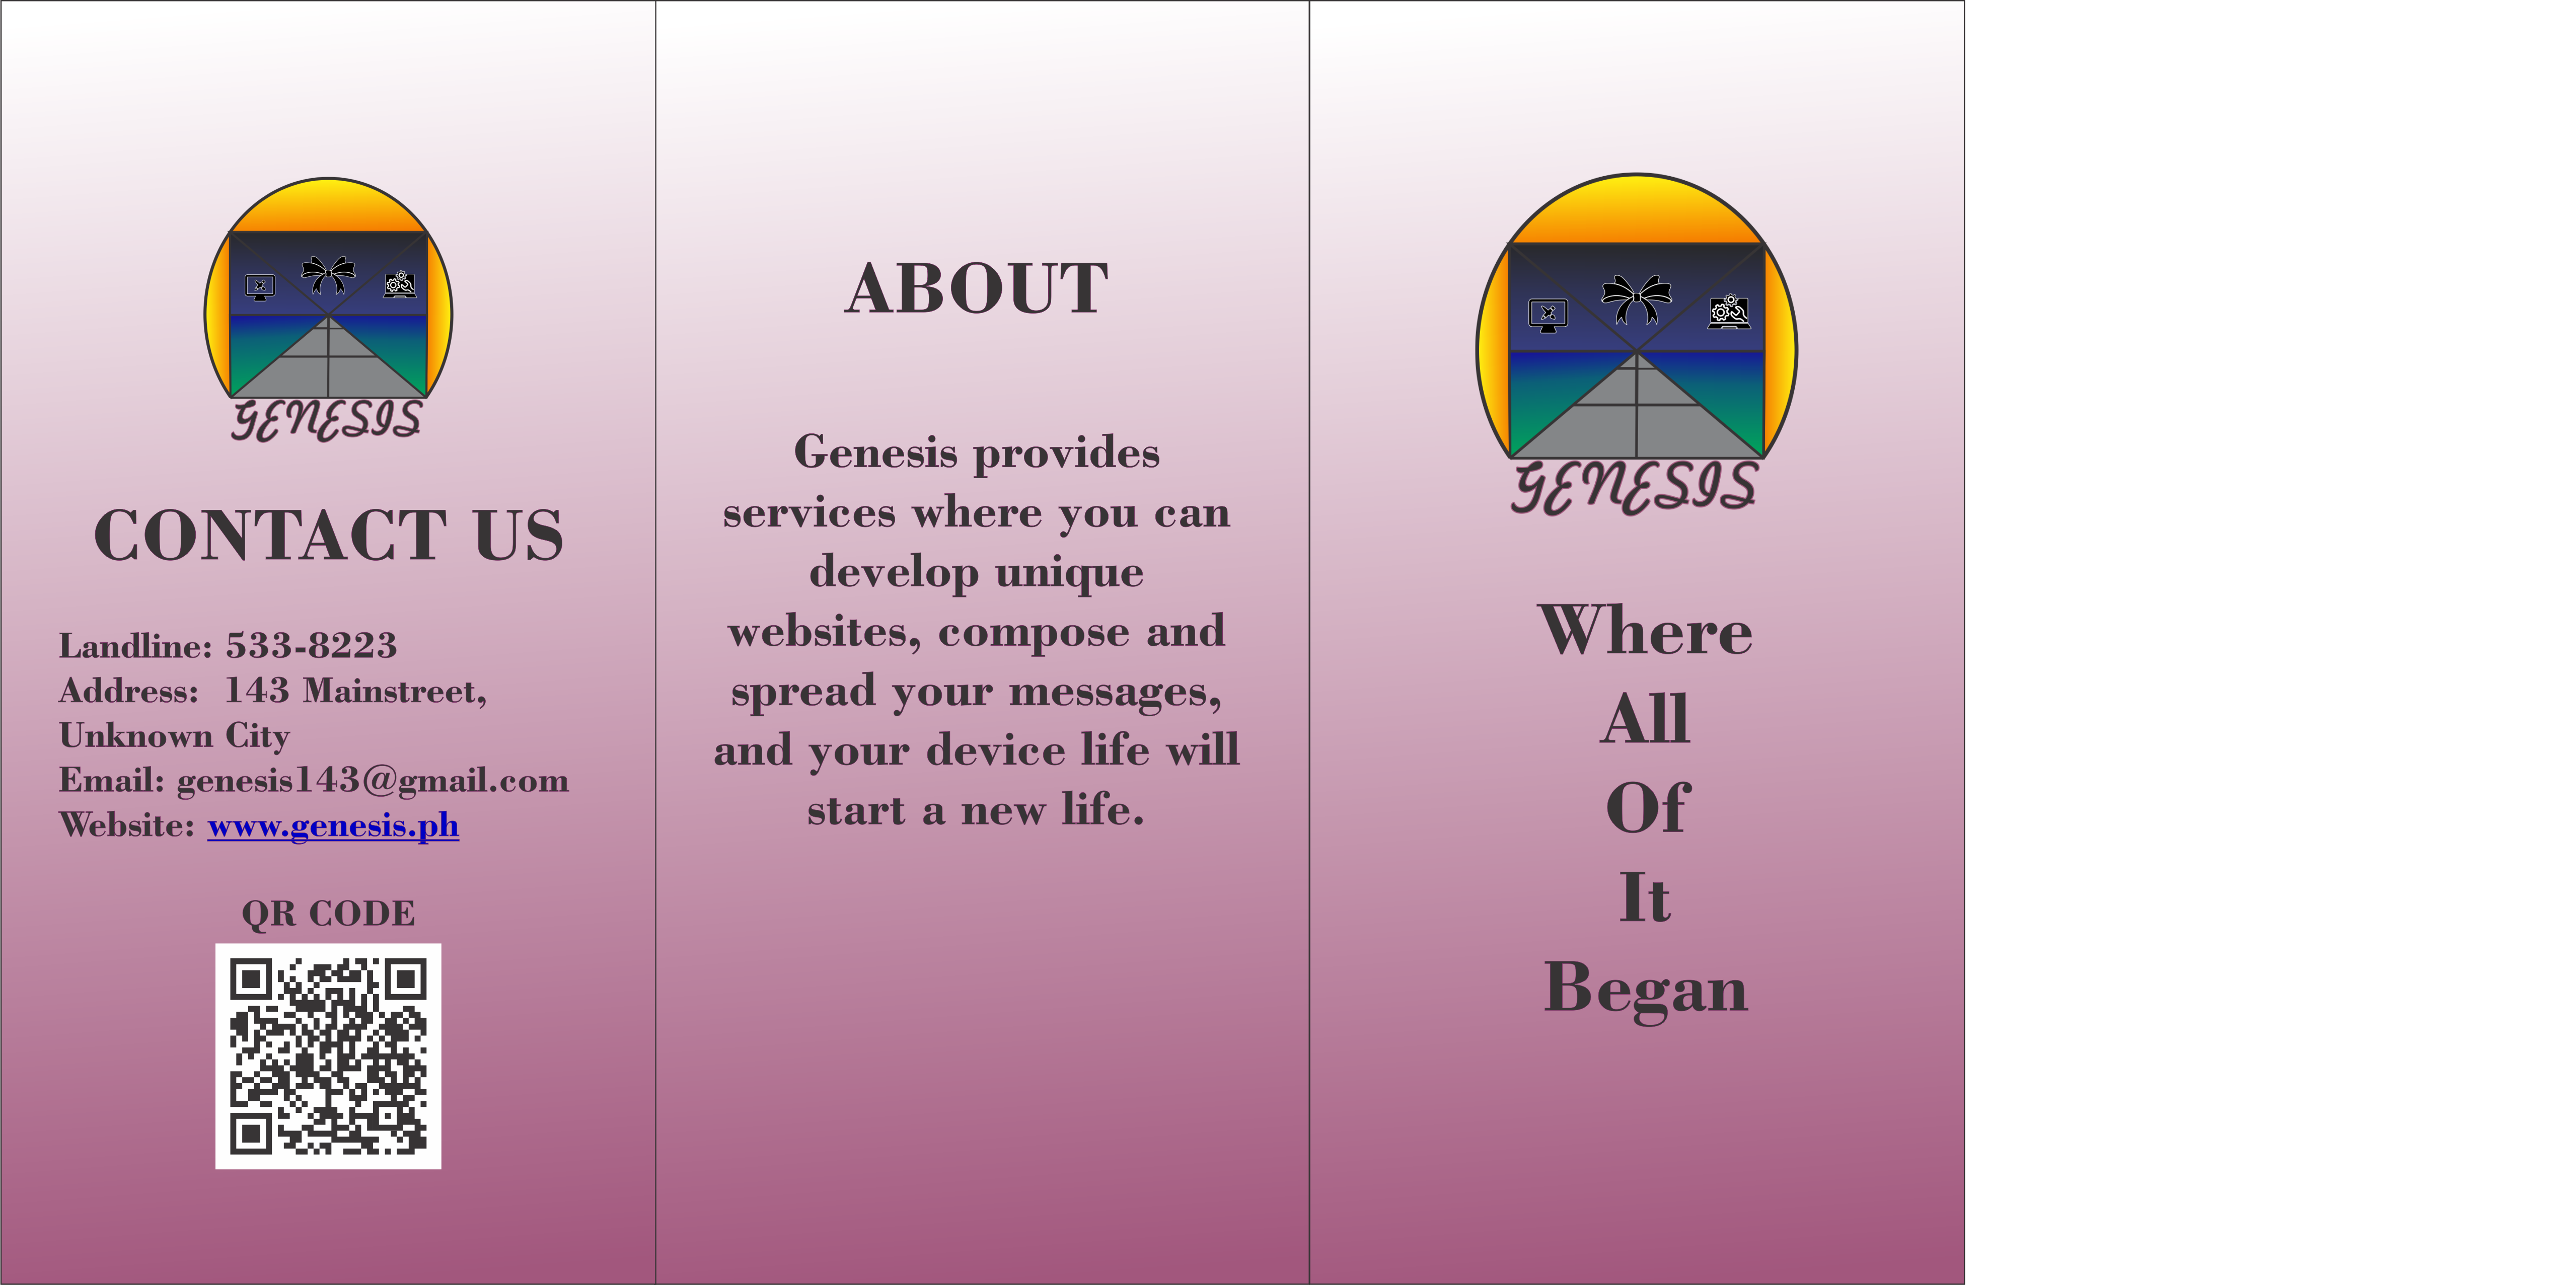 GENESIS
CONTACT US
Landline: 533-8223
Address:  143 Mainstreet,
Unknown City
Email: genesis143@gmail.com
Website: www.genesis.ph
QR CODE
ABOUT
Genesis provides
services where you can
develop unique
websites, compose and
spread your messages,
and your device life will
start a new life.
GENESIS
Where
All
Of
It
Began